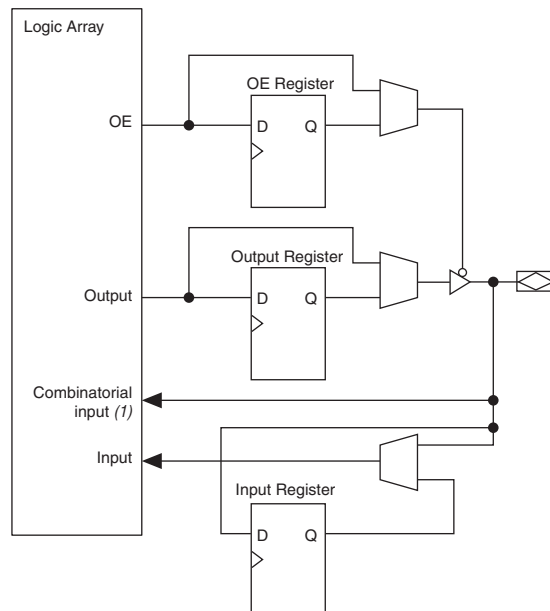 Logic Array
OE Register
OE
D Q
Output Register
Output
D Q
Combinatorial
input (1)
Input
Input Register
D Q